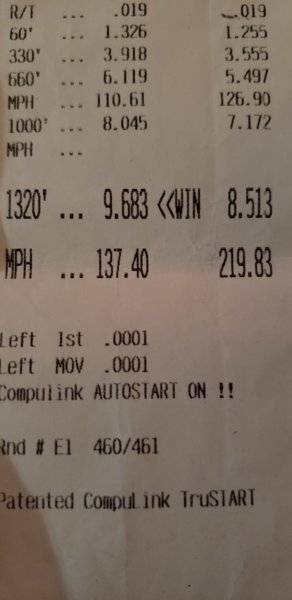 R/T ... .019 .019
60' ... 1.326 1.255
330' ... 3.918 3.555
660' ... 6.119 5.497
MPH ... 110.61 126.90
1000' ... 8.045 7.172
MPH ...
1320' ... 9.683 <<WIN 8.513
MPH ... 137.40 219.83
Left 1st .0001
Left MOV .0001
Compulink AUTOSTART ON !!
Rnd # E1 460/461
Patented CompuLink TruSTART